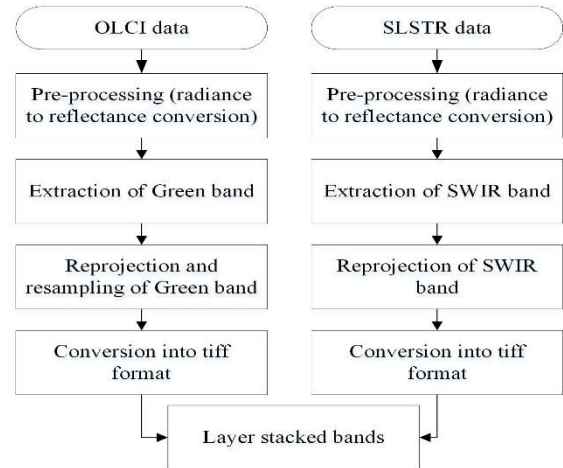 OLCI data
SLSTR data
Pre-processing (radiance
to reflectance conversion)
Pre-processing (radiance
to reflectance conversion)
Extraction of Green band
Extraction of SWIR band
Reprojection and
resampling of Green band
Reprojection of SWIR
band
Conversion into tiff
format
Conversion into tiff
format
Layer stacked bands